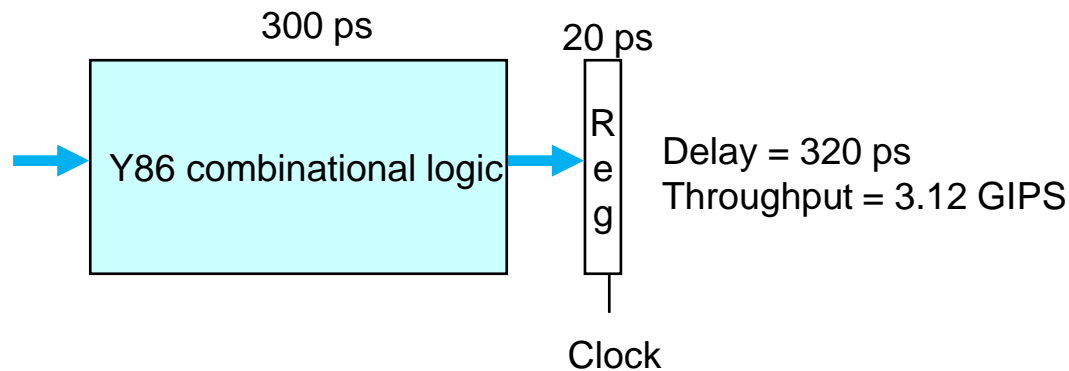 300 ps
20 ps
Y86 combinational logic
R
e
g
Delay = 320 ps
Throughput = 3.12 GIPS
Clock